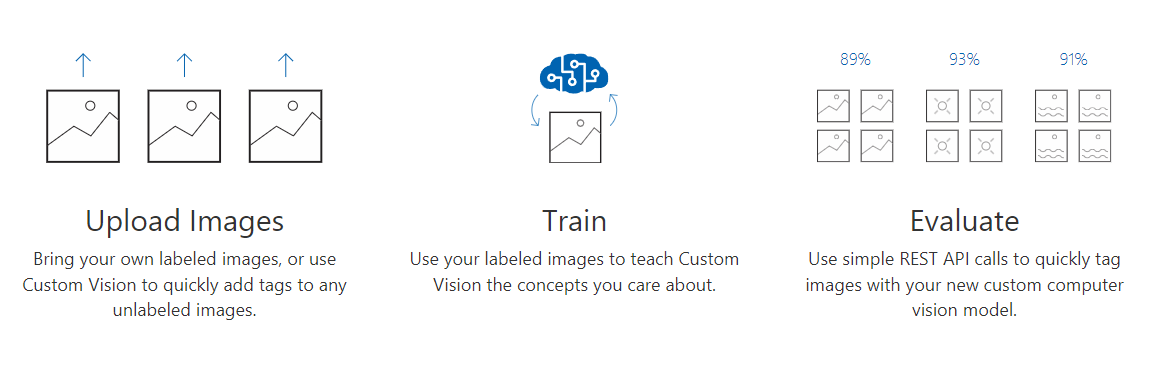 89% 93% 91%
Upload Images
Bring your own labeled images, or use
Custom Vision to quickly add tags to any
unlabeled images.
Train
Use your labeled images to teach Custom
Vision the concepts you care about.
Evaluate
Use simple REST API calls to quickly tag
images with your new custom computer
vision model.